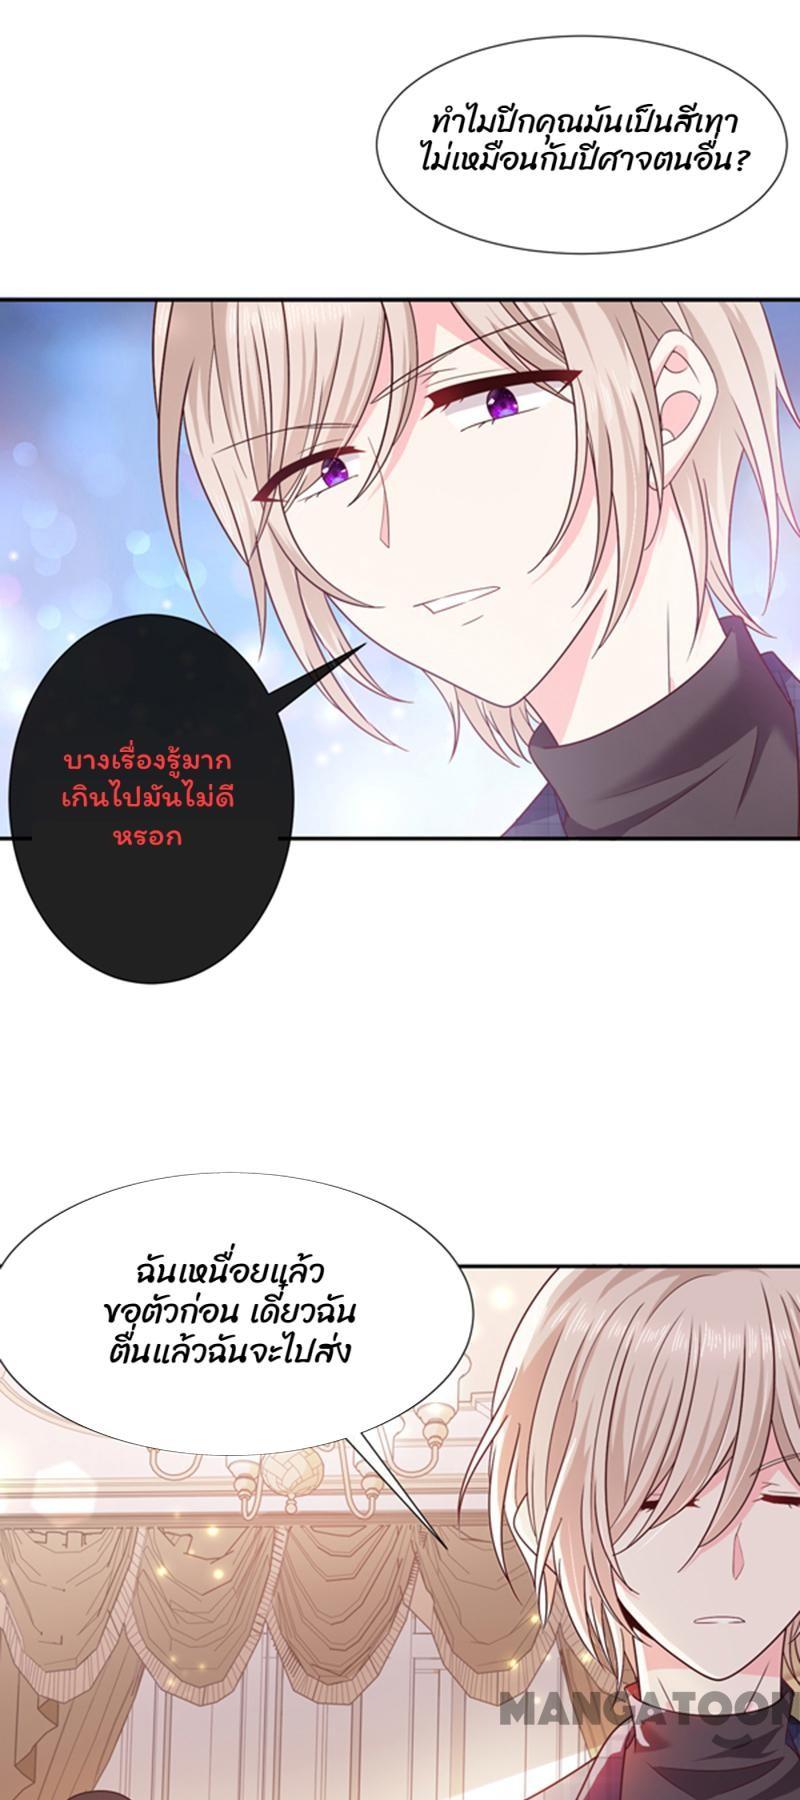 ทำไมปีกคุณมันเป็นสีเทา
ไม่เหมือนกับปีศาจตนอื่น?
บางเรื่องรู้มาก
เกินไปมันไม่ดี
หรอก
ฉันเหนื่อยแล้ว
ขอตัวก่อน เดี๋ยวฉัน
ตื่นแล้วฉันจะไปส่ง
MANGATOON